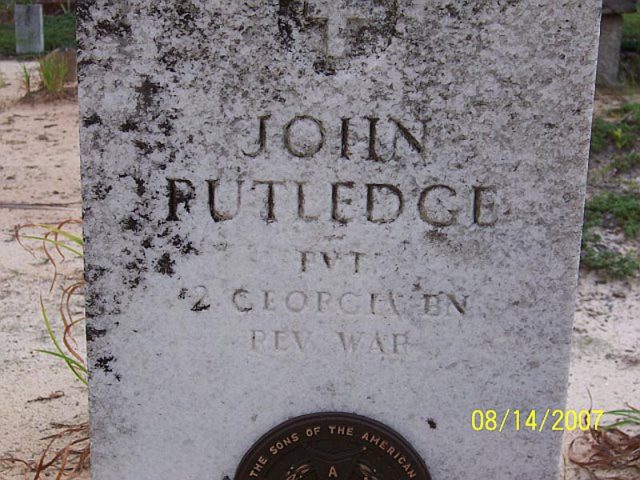 JOHN
RUTLEDGE
PVT
2 GEORGIA BN
REV WAR
THE SONS OF THE AMERICAN
A
08/14/2007